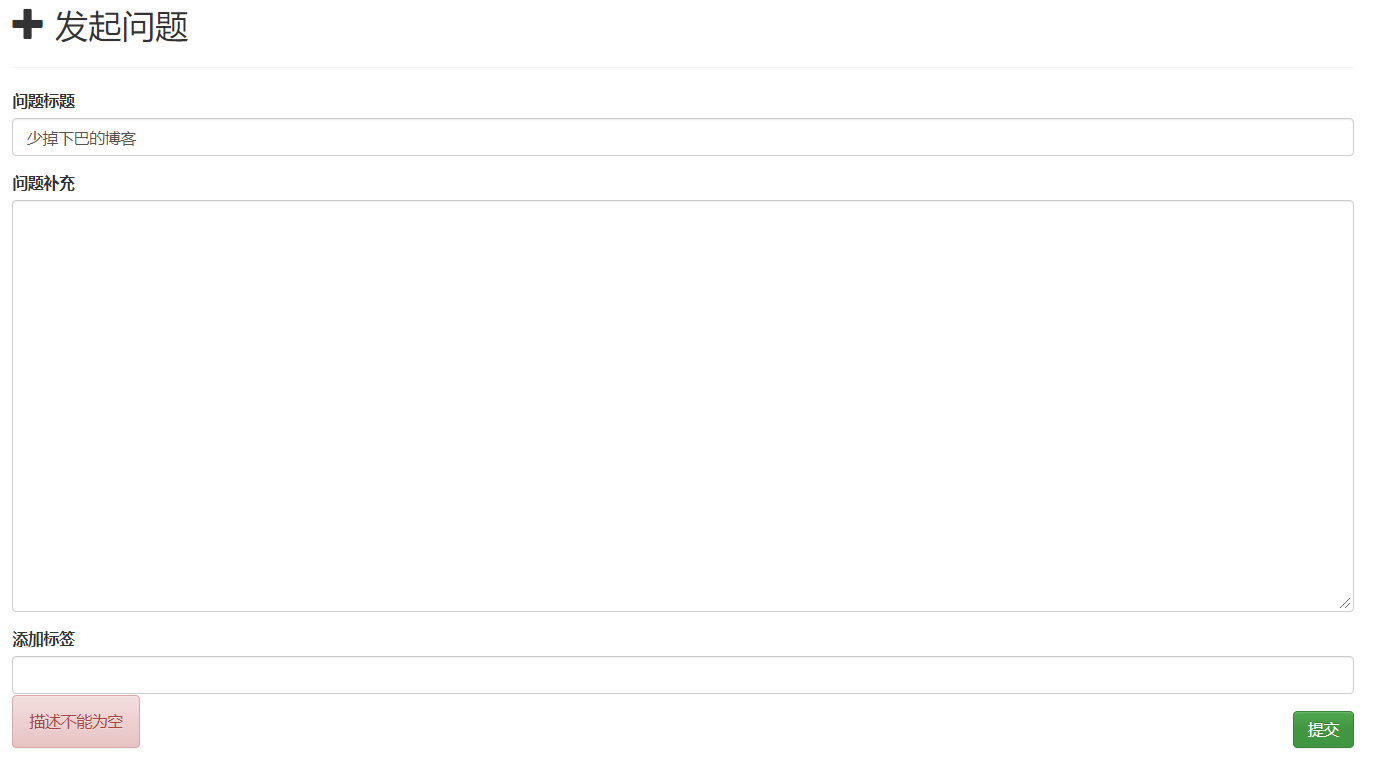 发起问题
问题标题
少掉下巴的博客
问题补充
添加标签
描述不能为空
提交